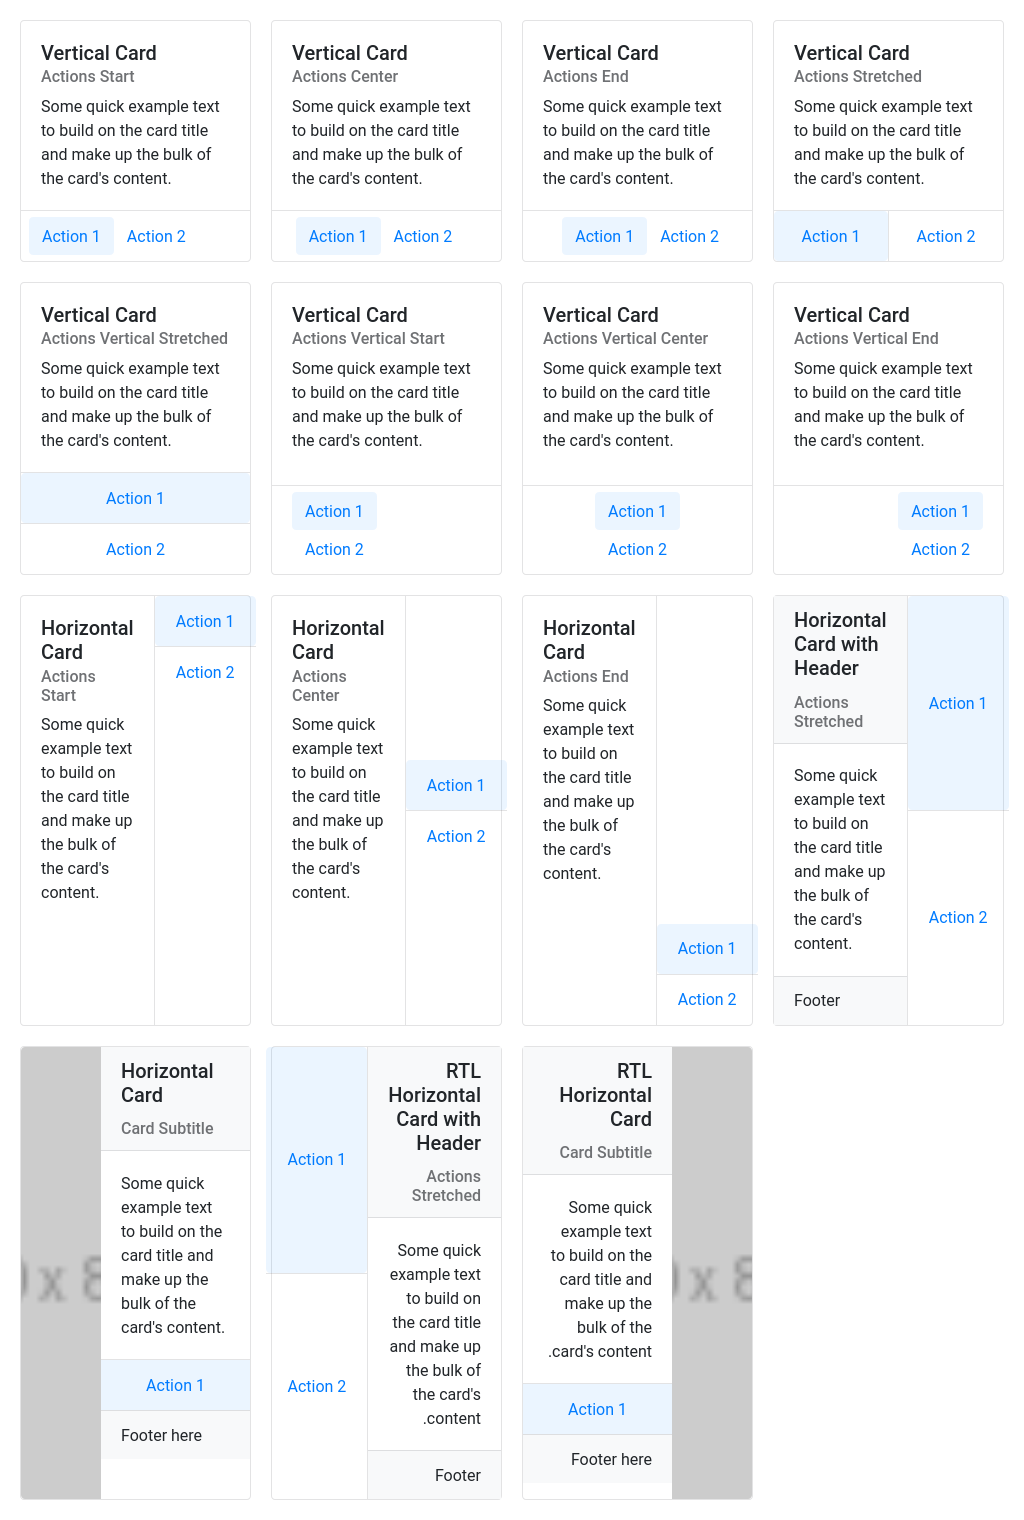 Vertical Card
Actions Start
Some quick example text
to build on the card title
and make up the bulk of
the card's content.
Action 1
Action 2
Vertical Card
Actions Center
Some quick example text
to build on the card title
and make up the bulk of
the card's content.
Action 1
Action 2
Vertical Card
Actions End
Some quick example text
to build on the card title
and make up the bulk of
the card's content.
Action 1
Action 2
Vertical Card
Actions Stretched
Some quick example text
to build on the card title
and make up the bulk of
the card's content.
Action 1
Action 2
Vertical Card
Actions Vertical Stretched
Some quick example text
to build on the card title
and make up the bulk of
the card's content.
Action 1
Action 2
Vertical Card
Actions Vertical Start
Some quick example text
to build on the card title
and make up the bulk of
the card's content.
Action 1
Action 2
Vertical Card
Actions Vertical Center
Some quick example text
to build on the card title
and make up the bulk of
the card's content.
Action 1
Action 2
Vertical Card
Actions Vertical End
Some quick example text
to build on the card title
and make up the bulk of
the card's content.
Action 1
Action 2
Horizontal
Card
Actions
Start
Some quick
example text
to build on
the card title
and make up
the bulk of
the card's
content.
Action 1
Action 2
Horizontal
Card
Actions
Center
Some quick
example text
to build on
the card title
and make up
the bulk of
the card's
content.
Action 1
Action 2
Horizontal
Card
Actions End
Some quick
example text
to build on
the card title
and make up
the bulk of
the card's
content.
Action 1
Action 2
Horizontal
Card with
Header
Actions
Stretched
Some quick
example text
to build on
the card title
and make up
the bulk of
the card's
content.
Footer
Action 1
Action 2
x 8
Horizontal
Card
Card Subtitle
Some quick
example text
to build on the
card title and
make up the
bulk of the
card's content.
Action 1
Footer here
Action 1
Action 2
RTL
Horizontal
Card with
Header
Actions
Stretched
Some quick
example text
to build on
the card title
and make up
the bulk of
the card's
.content
Footer
RTL
Horizontal
Card
Card Subtitle
Some quick
example text
to build on the
card title and
make up the
bulk of the
.card's content
Action 1
Footer here
x 8